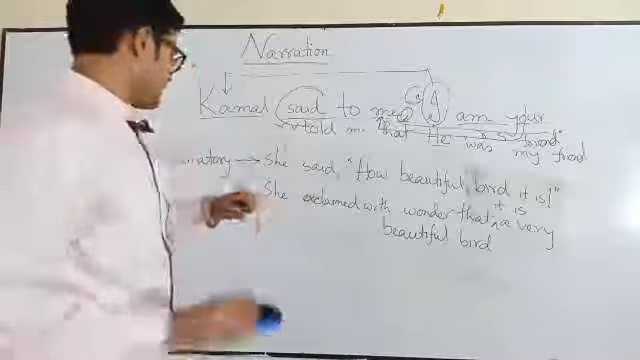 Narration
Kamal said to me, "I am your friend"
told me that He was my friend
She said, "How beautiful bird it is!"
She exclaimed with wonder that it is a very
beautiful bird